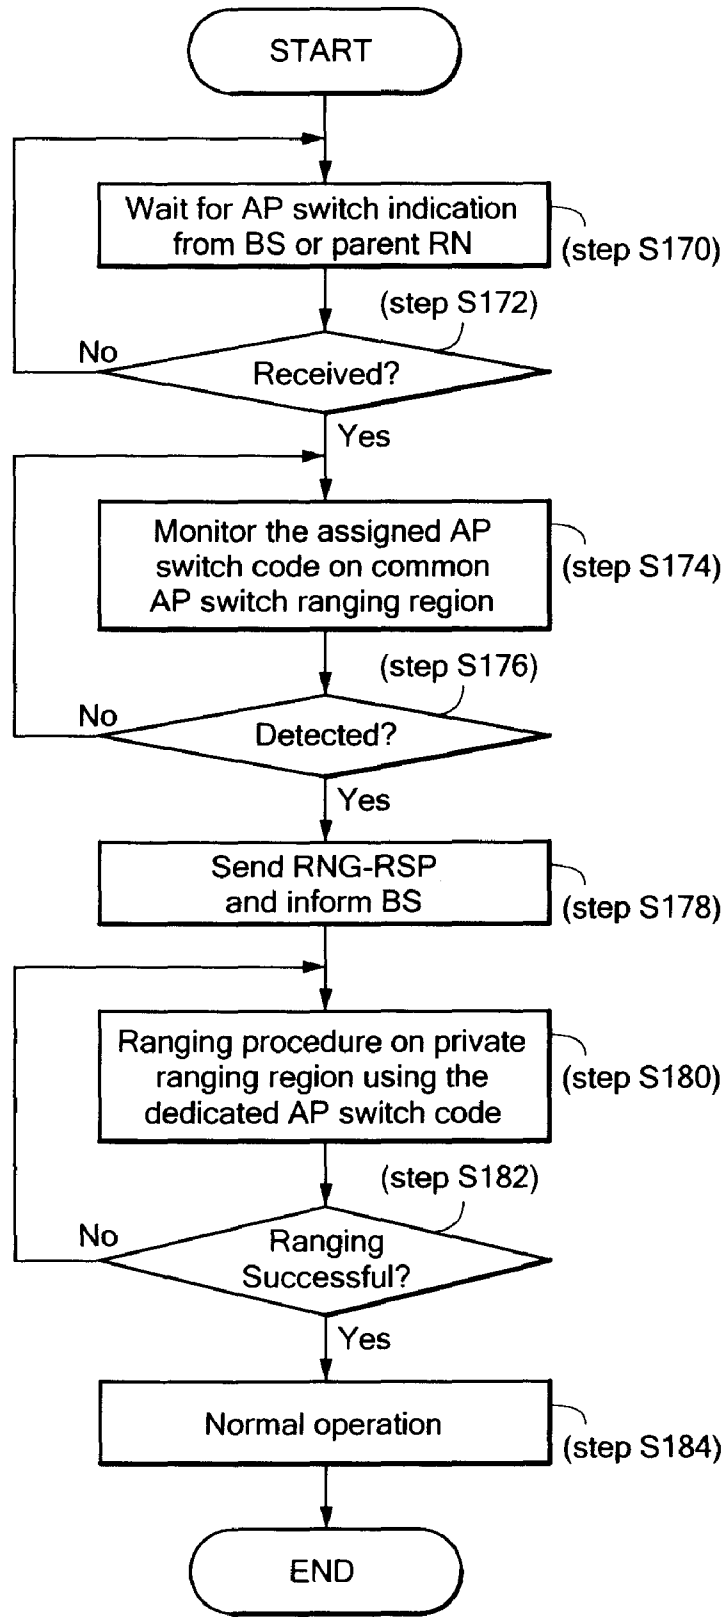 START
Wait for AP switch indication
from BS or parent RN
(step S170)
(step S172)
No
Received?
Yes
Monitor the assigned AP
switch code on common
AP switch ranging region
(step S174)
(step S176)
No
Detected?
Yes
Send RNG-RSP
and inform BS
(step S178)
Ranging procedure on private
ranging region using the
dedicated AP switch code
(step S180)
(step S182)
No
Ranging
Successful?
Yes
Normal operation
(step S184)
END